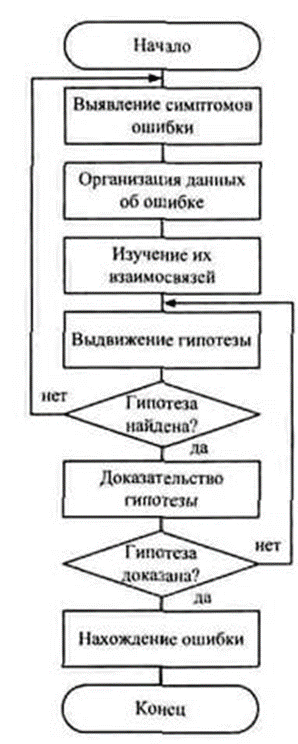 Начало
Выявление симптомов
ошибки
Организация данных
об ошибке
Изучение их
взаимосвязей
Выдвижение гипотезы
нет
Гипотеза
найдена?
да
Доказательство
гипотезы
Гипотеза
доказана?
нет
да
Нахождение ошибки
Конец